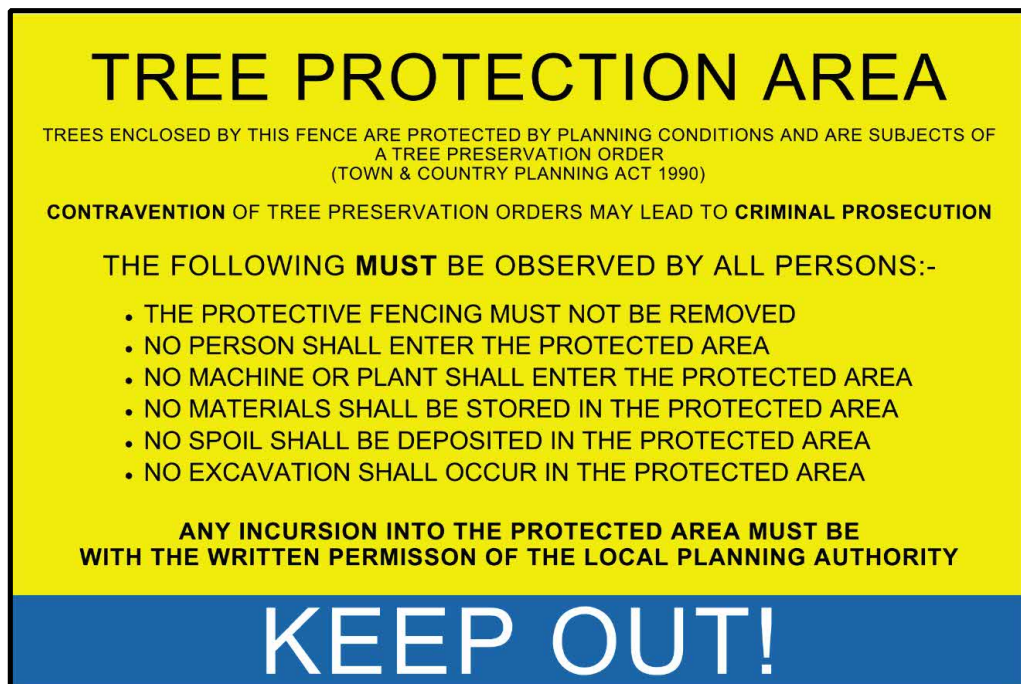 TREE PROTECTION AREA
TREES ENCLOSED BY THIS FENCE ARE PROTECTED BY PLANNING CONDITIONS AND ARE SUBJECTS OF
A TREE PRESERVATION ORDER
(TOWN & COUNTRY PLANNING ACT 1990)
CONTRAVENTION OF TREE PRESERVATION ORDERS MAY LEAD TO CRIMINAL PROSECUTION
THE FOLLOWING MUST BE OBSERVED BY ALL PERSONS:-
• THE PROTECTIVE FENCING MUST NOT BE REMOVED
• NO PERSON SHALL ENTER THE PROTECTED AREA
• NO MACHINE OR PLANT SHALL ENTER THE PROTECTED AREA
• NO MATERIALS SHALL BE STORED IN THE PROTECTED AREA
• NO SPOIL SHALL BE DEPOSITED IN THE PROTECTED AREA
• NO EXCAVATION SHALL OCCUR IN THE PROTECTED AREA
ANY INCURSION INTO THE PROTECTED AREA MUST BE
WITH THE WRITTEN PERMISSON OF THE LOCAL PLANNING AUTHORITY
KEEP OUT!